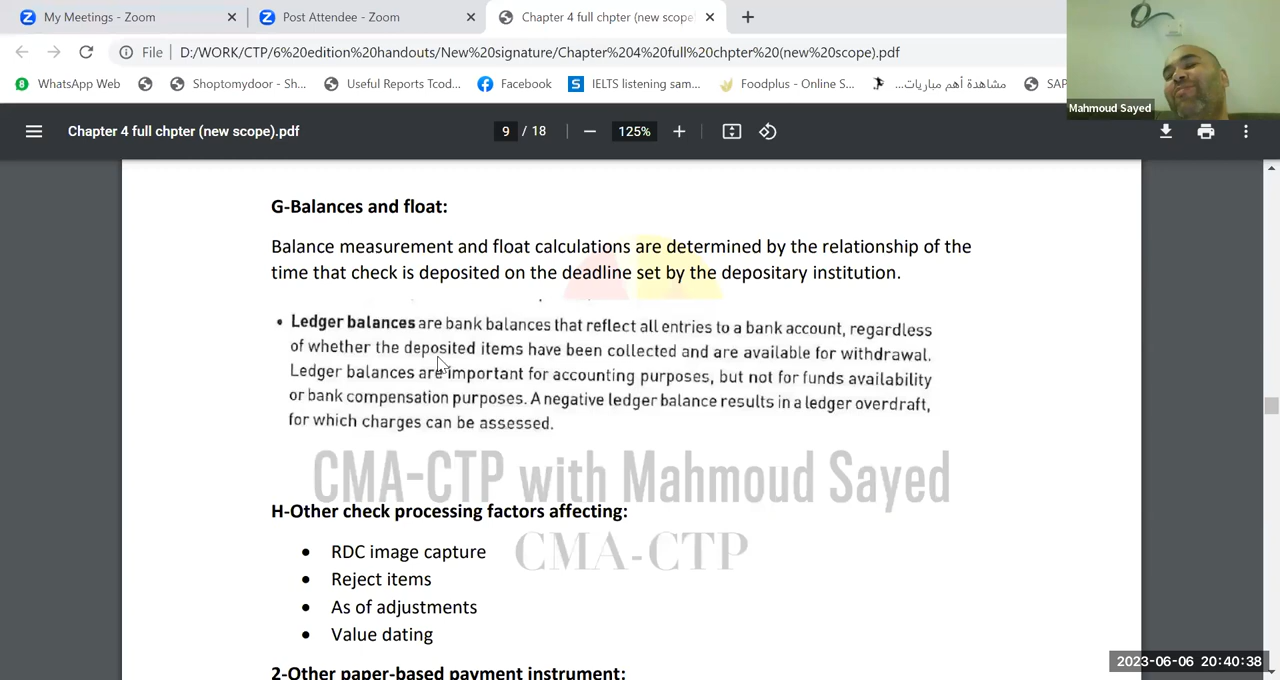 My Meetings - Zoom
Post Attendee - Zoom
Chapter 4 full chpter (new scope
File
D:/WORK/CTP/6%20edition%20handouts/New%20signature/Chapter%204%20full%20chpter%20(new%20scope).pdf
WhatsApp Web
Shoptomydoor - Sh...
Useful Reports Tcod...
Facebook
IELTS listening sam...
Foodplus - Online S...
مشاهدة أهم مباريات...
SAP
Mahmoud Sayed
Chapter 4 full chpter (new scope).pdf
9 / 18
125%
G-Balances and float:
Balance measurement and float calculations are determined by the relationship of the
time that check is deposited on the deadline set by the depositary institution.
• Ledger balances are bank balances that reflect all entries to a bank account, regardless
of whether the deposited items have been collected and are available for withdrawal.
Ledger balances are important for accounting purposes, but not for funds availability
or bank compensation purposes. A negative ledger balance results in a ledger overdraft,
for which charges can be assessed.
CMA-CTP with Mahmoud Sayed
H-Other check processing factors affecting:
• RDC image capture
CMA-CTP
• Reject items
• As of adjustments
• Value dating
2-Other paper-based payment instrument:
2023-06-06 20:40:38